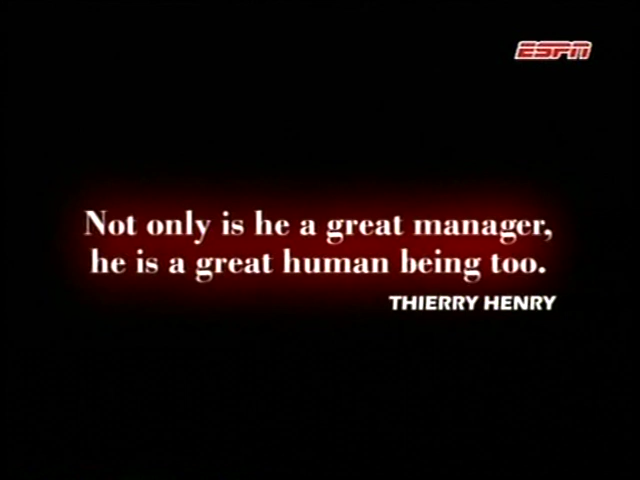 ESPN
Not only is he a great manager,
he is a great human being too.
THIERRY HENRY